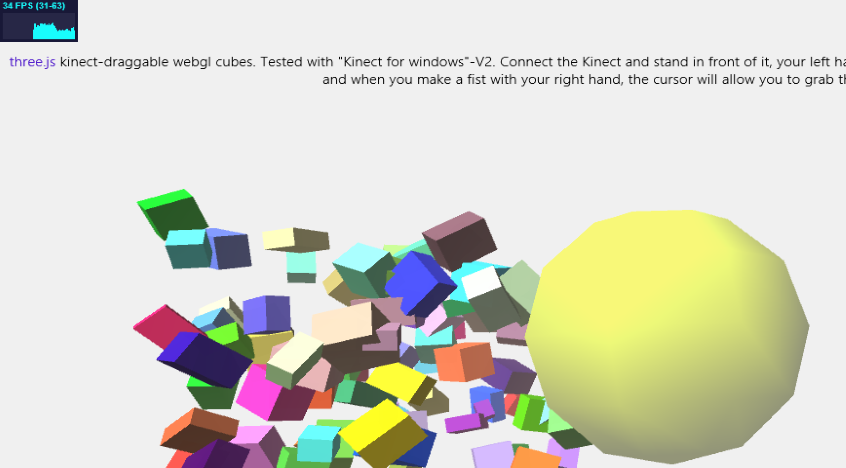 34 FPS (31-63)
three.js kinect-draggable webgl cubes. Tested with "Kinect for windows"-V2. Connect the Kinect and stand in front of it, your left
and when you make a fist with your right hand, the cursor will allow you to grab